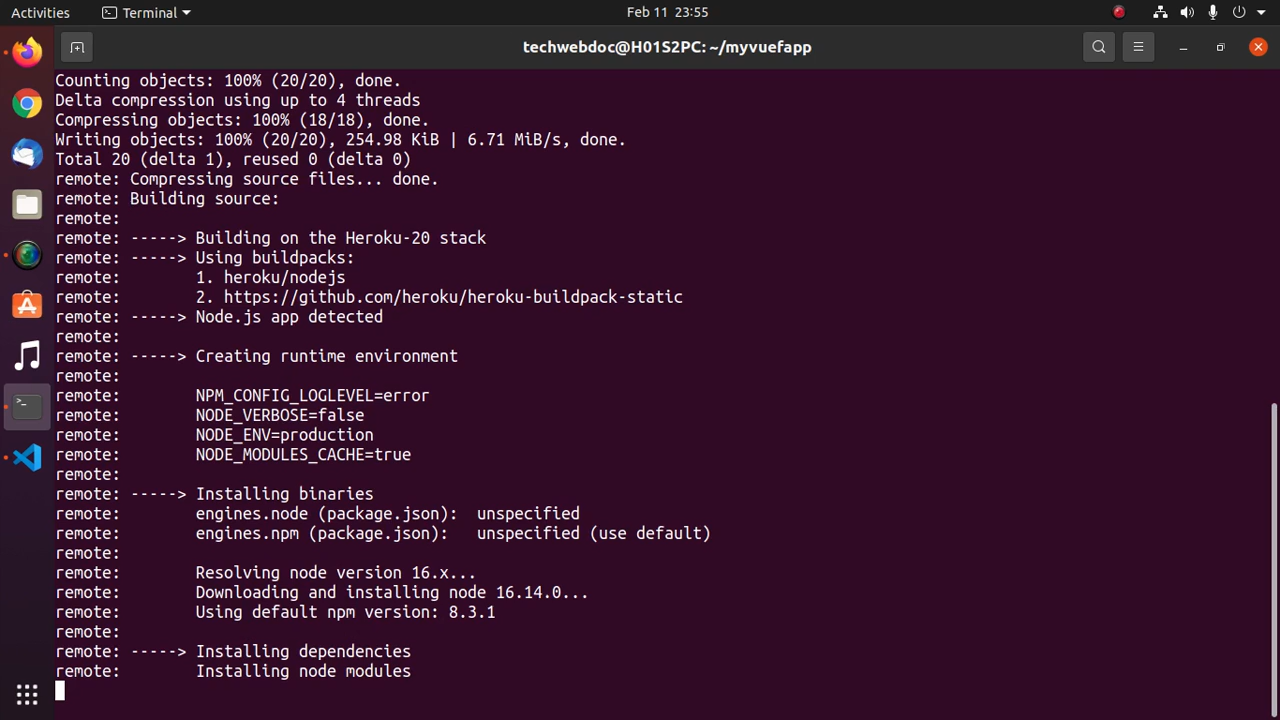 Activities
Terminal
Feb 11 23:55
techwebdoc@H01S2PC: ~/myvuefapp
Counting objects: 100% (20/20), done.
Delta compression using up to 4 threads
Compressing objects: 100% (18/18), done.
Writing objects: 100% (20/20), 254.98 KiB | 6.71 MiB/s, done.
Total 20 (delta 1), reused 0 (delta 0)
remote: Compressing source files... done.
remote: Building source:
remote:
remote: -----> Building on the Heroku-20 stack
remote: -----> Using buildpacks:
remote:        1. heroku/nodejs
remote:        2. https://github.com/heroku/heroku-buildpack-static
remote: -----> Node.js app detected
remote:
remote: -----> Creating runtime environment
remote:
remote:        NPM_CONFIG_LOGLEVEL=error
remote:        NODE_VERBOSE=false
remote:        NODE_ENV=production
remote:        NODE_MODULES_CACHE=true
remote:
remote: -----> Installing binaries
remote:        engines.node (package.json):  unspecified
remote:        engines.npm (package.json):   unspecified (use default)
remote:
remote:        Resolving node version 16.x...
remote:        Downloading and installing node 16.14.0...
remote:        Using default npm version: 8.3.1
remote:
remote: -----> Installing dependencies
remote:        Installing node modules